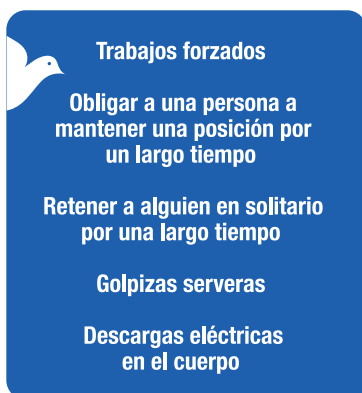 Trabajos forzados
Obligar a una persona a
mantener una posición por
un largo tiempo
Retener a alguien en solitario
por una largo tiempo
Golpizas serveras
Descargas eléctricas
en el cuerpo